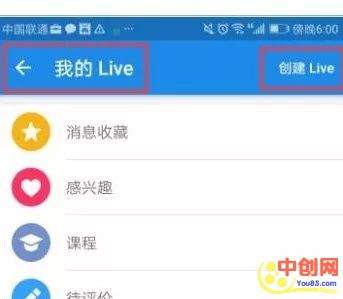 中国联通 ... 傍晚6:00
我的 Live 创建 Live
消息收藏
感兴趣
课程
待评价
中创网
You85.com